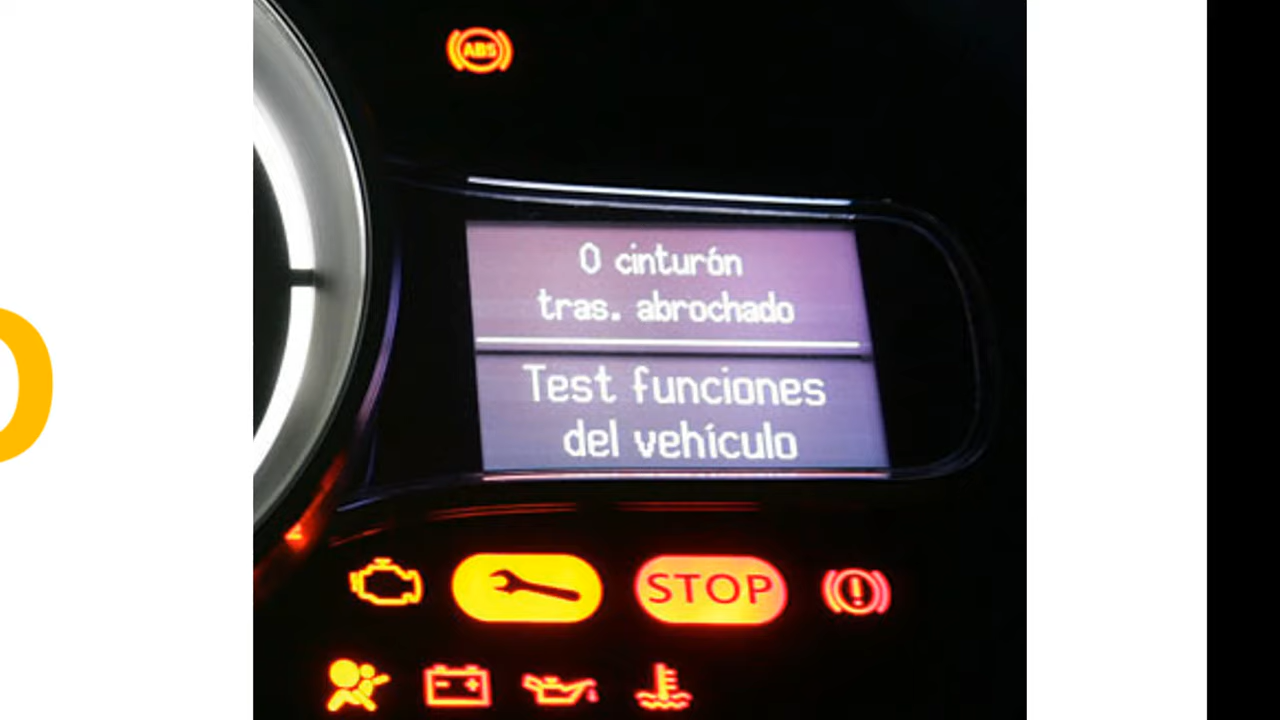 ABS
0 cinturón
tras. abrochado
Test funciones
del vehículo
STOP